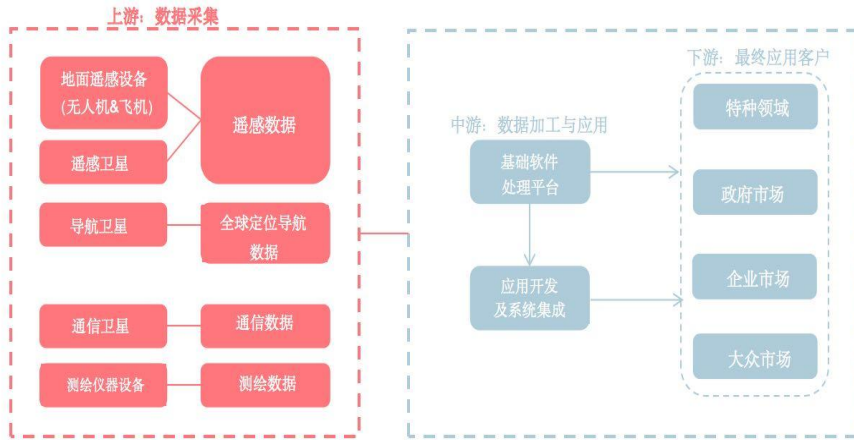 上游：数据采集
地面遥感设备
(无人机&飞机)
遥感数据
遥感卫星
导航卫星
全球定位导航
数据
通信卫星
通信数据
测绘仪器设备
测绘数据
中游：数据加工与应用
基础软件
处理平台
应用开发
及系统集成
下游：最终应用客户
特种领域
政府市场
企业市场
大众市场